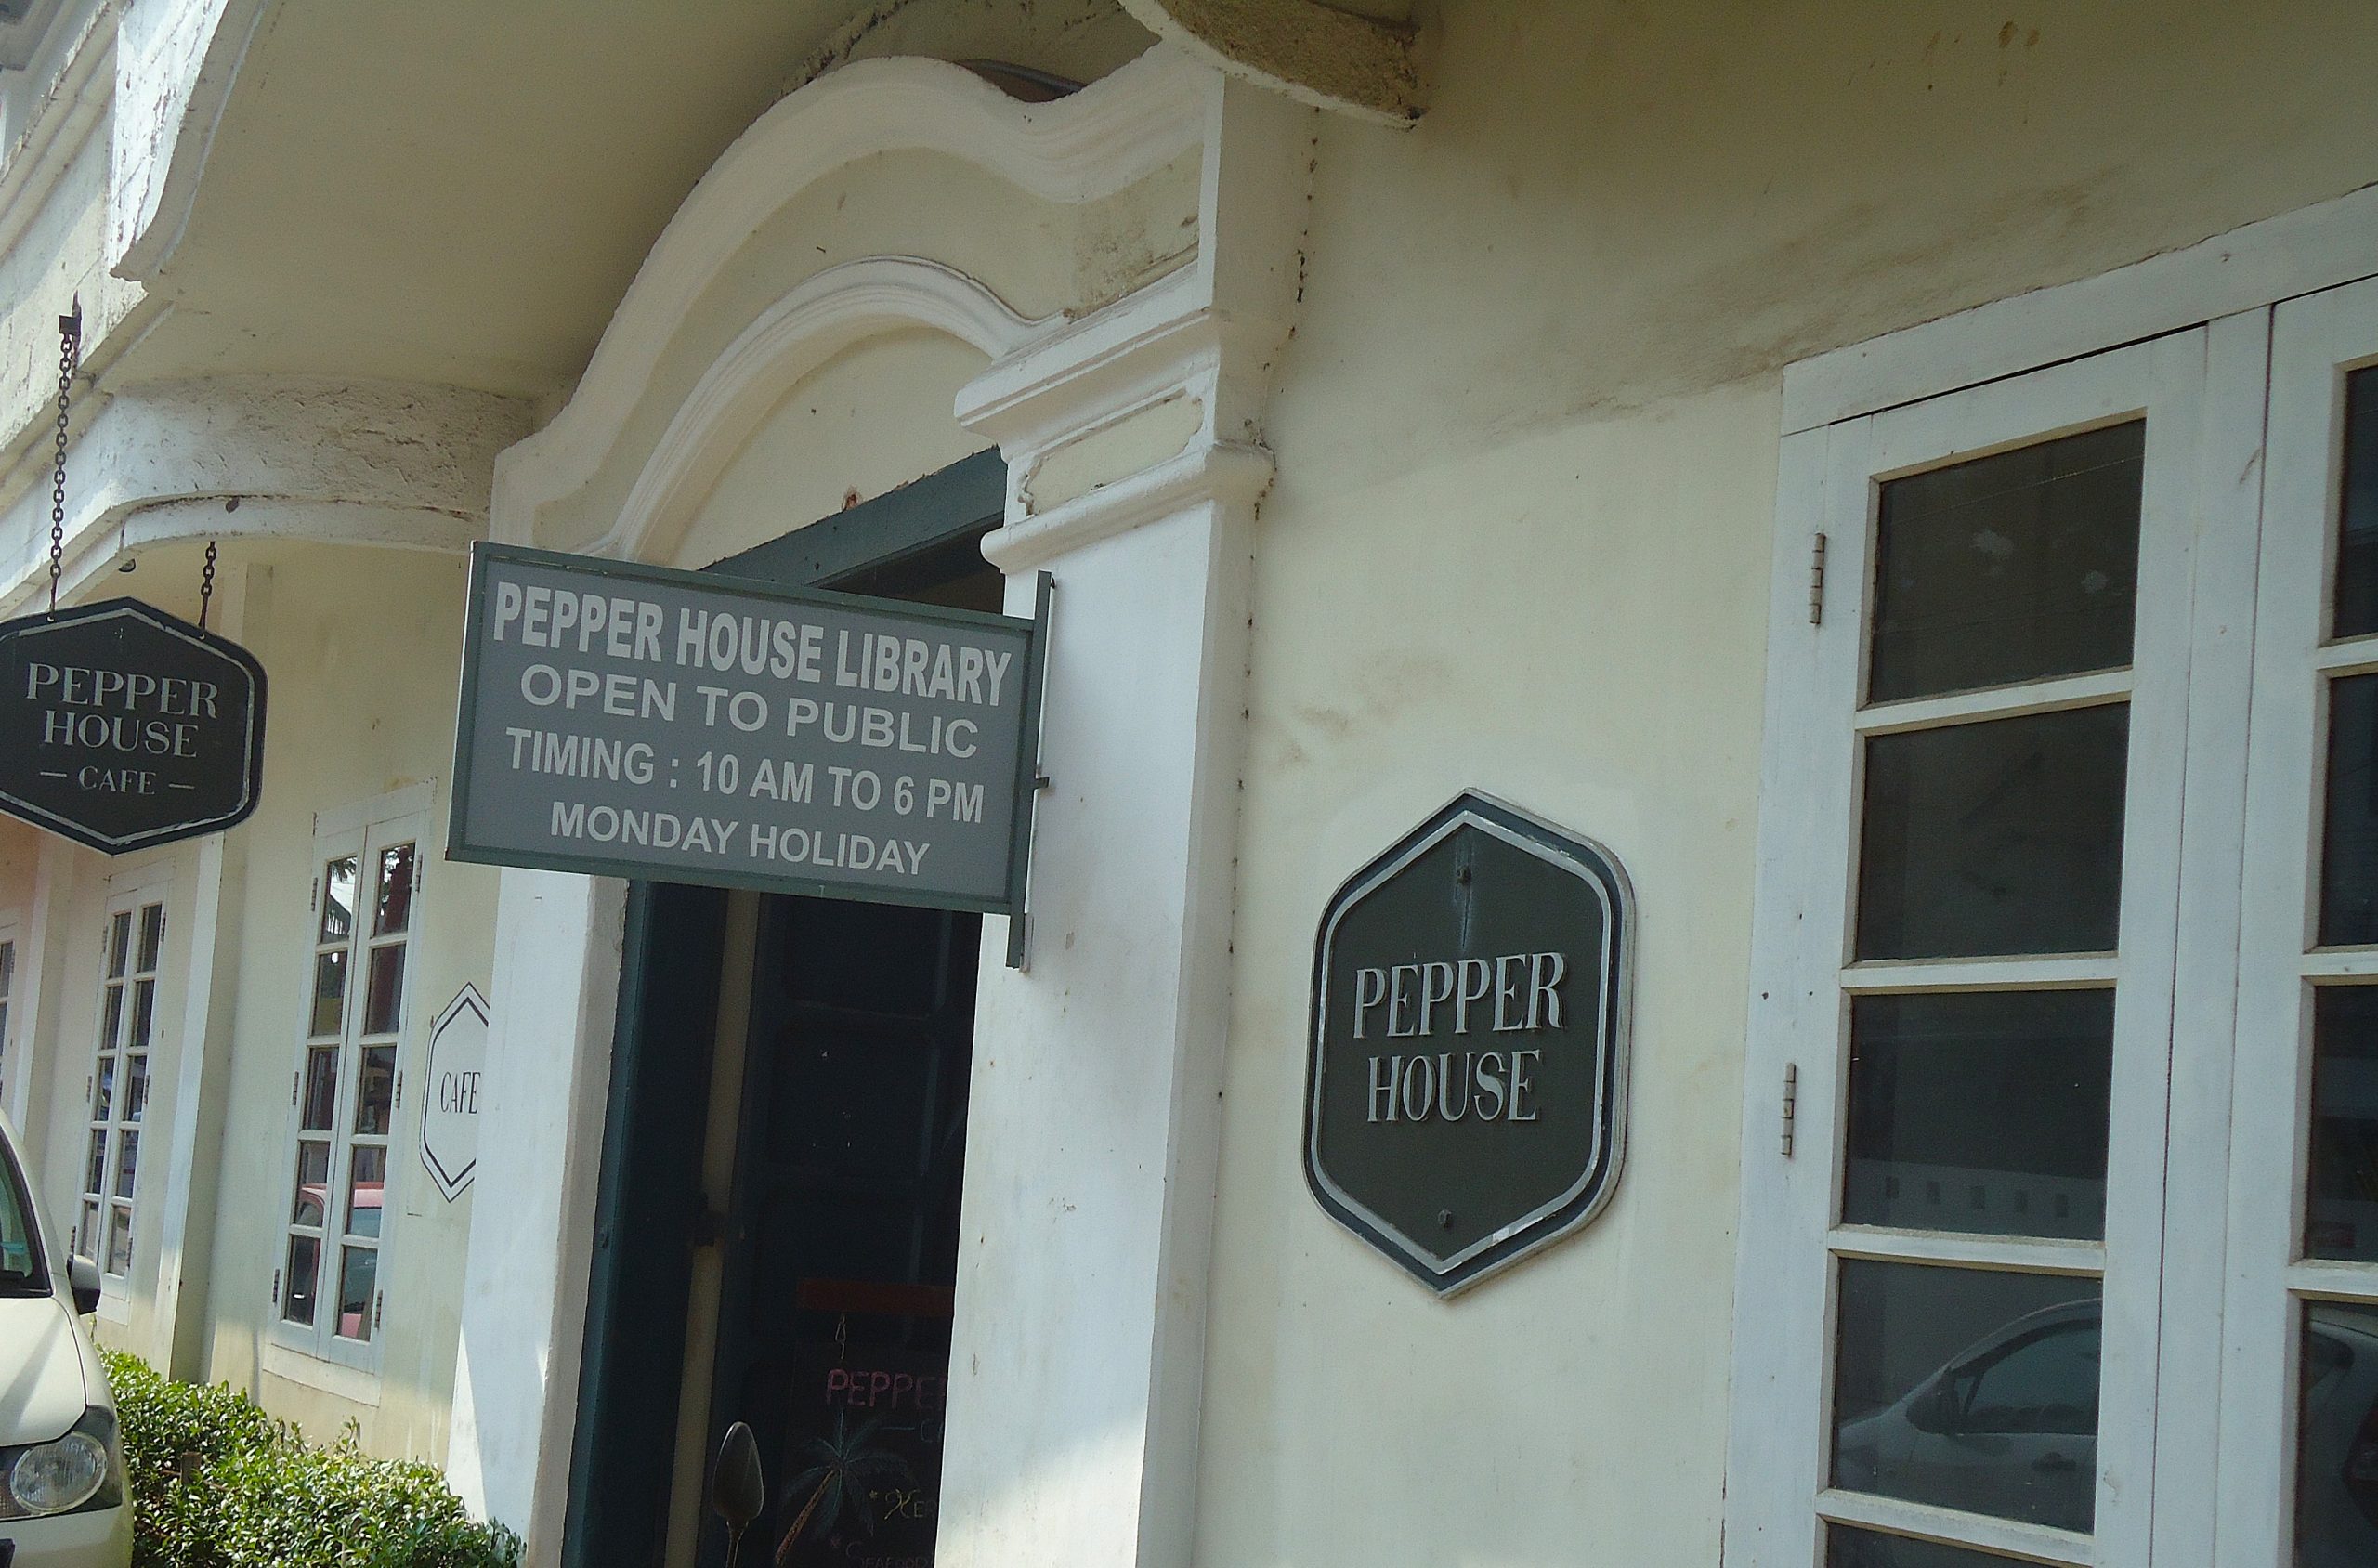 PEPPER
HOUSE
— CAFE —
PEPPER HOUSE LIBRARY
OPEN TO PUBLIC
TIMING : 10 AM TO 6 PM
MONDAY HOLIDAY
CAFE
PEPPER
HOUSE